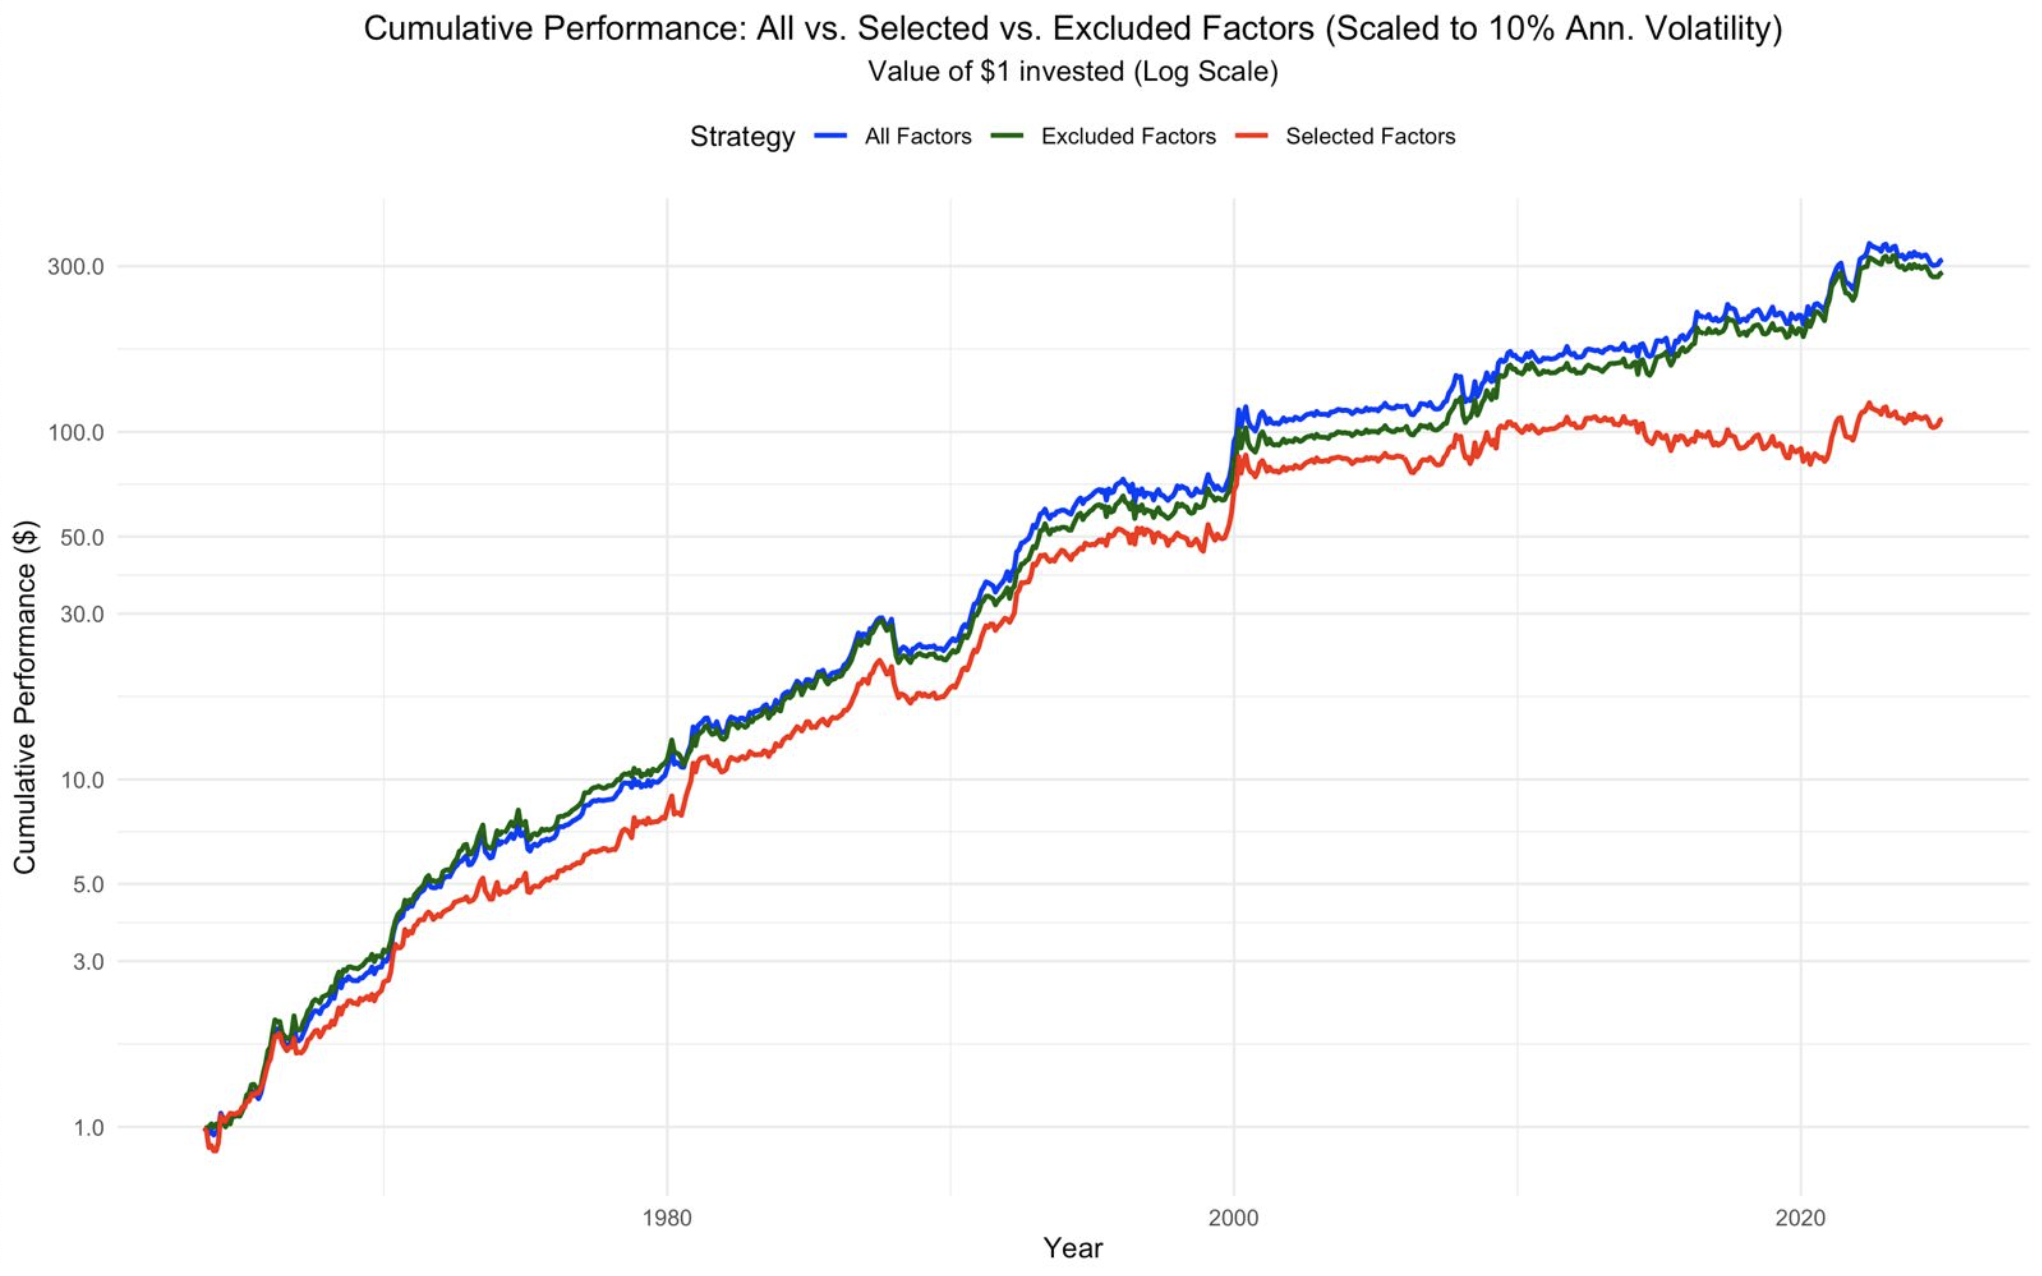 Cumulative Performance: All vs. Selected vs. Excluded Factors (Scaled to 10% Ann. Volatility)
Value of $1 invested (Log Scale)
Strategy All Factors Excluded Factors Selected Factors
Cumulative Performance ($)
300.0
100.0
50.0
30.0
10.0
5.0
3.0
1.0
1980 2000 2020
Year